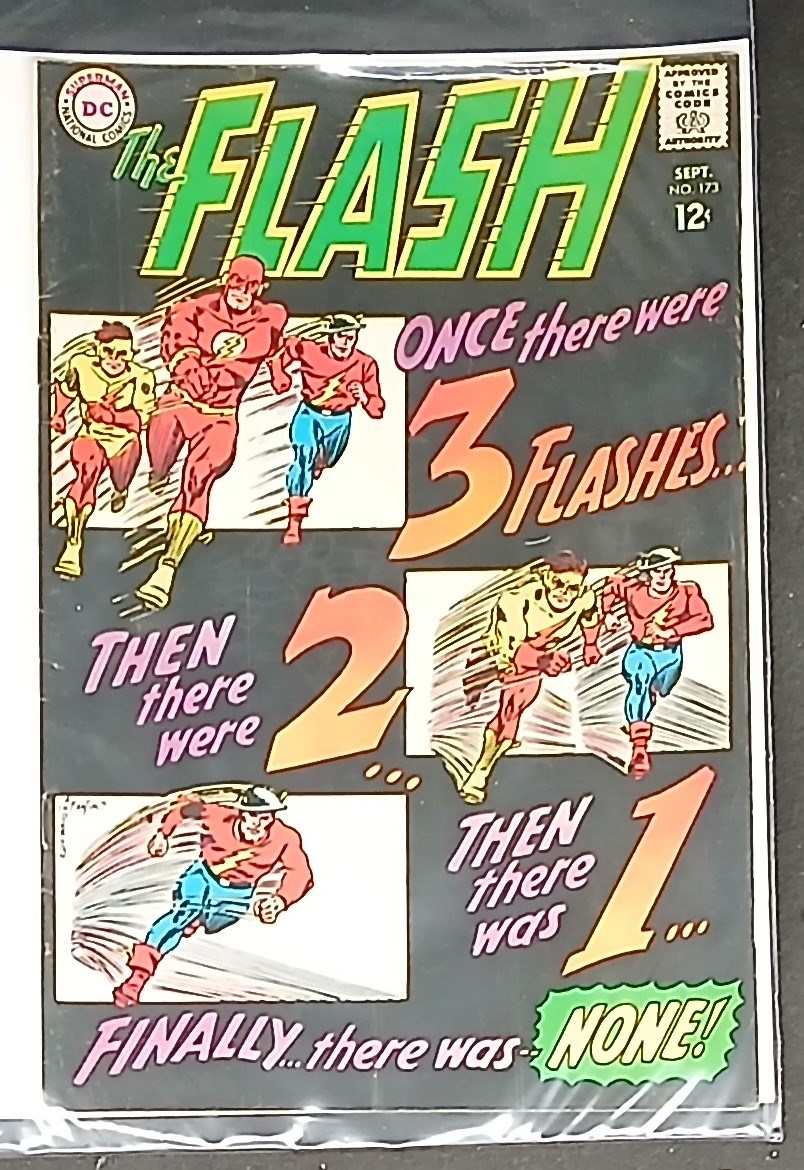 SUPERMAN
DC
NATIONAL COMICS
The FLASH
APPROVED
BY THE
COMICS
CODE
AUTHORITY
SEPT.
NO. 173
12¢
ONCE there were
3 FLASHES...
THEN
there
were
2...
THEN
there
was
1...
FINALLY... there was--
NONE!